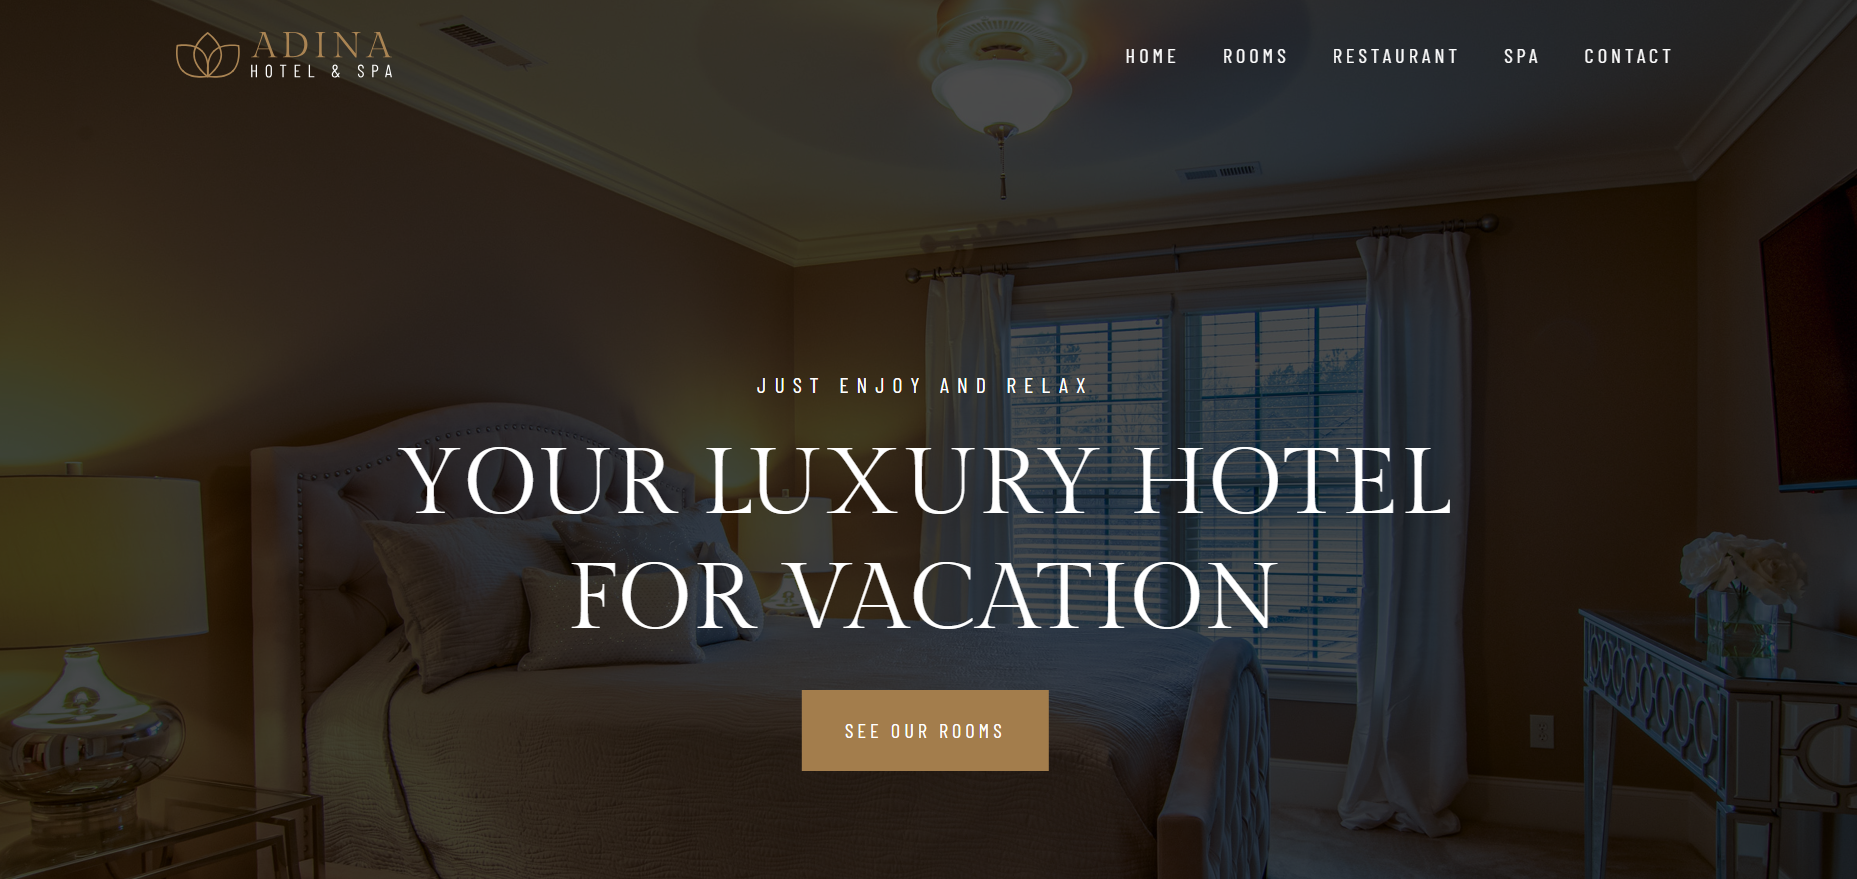 ADINA
HOTEL & SPA
HOME ROOMS RESTAURANT SPA CONTACT
JUST ENJOY AND RELAX
YOUR LUXURY HOTEL
FOR VACATION
SEE OUR ROOMS